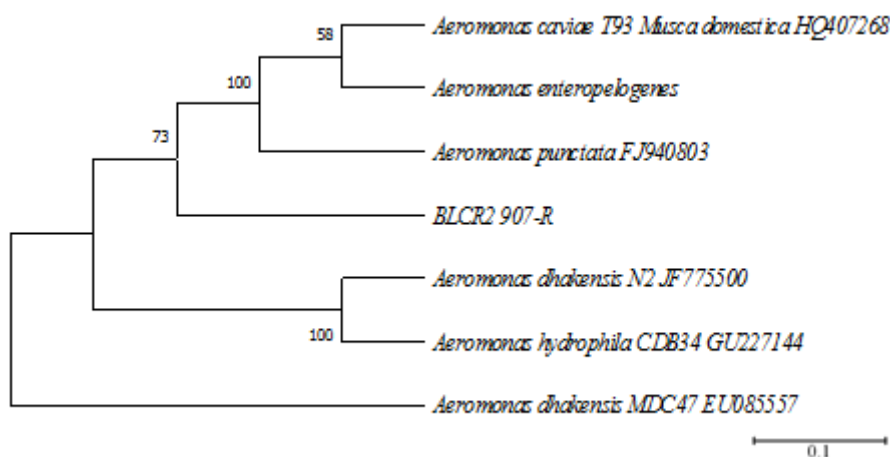 58
Aeromonas caviae T93 Musca domestica HQ407268
100
Aeromonas enteropelogenes
73
Aeromonas punctata FJ940803
BLCR2 907-R
Aeromonas dhakensis N2 JF775500
100
Aeromonas hydrophila CDB34 GU227144
Aeromonas dhakensis MDC47 EU085557
0.1